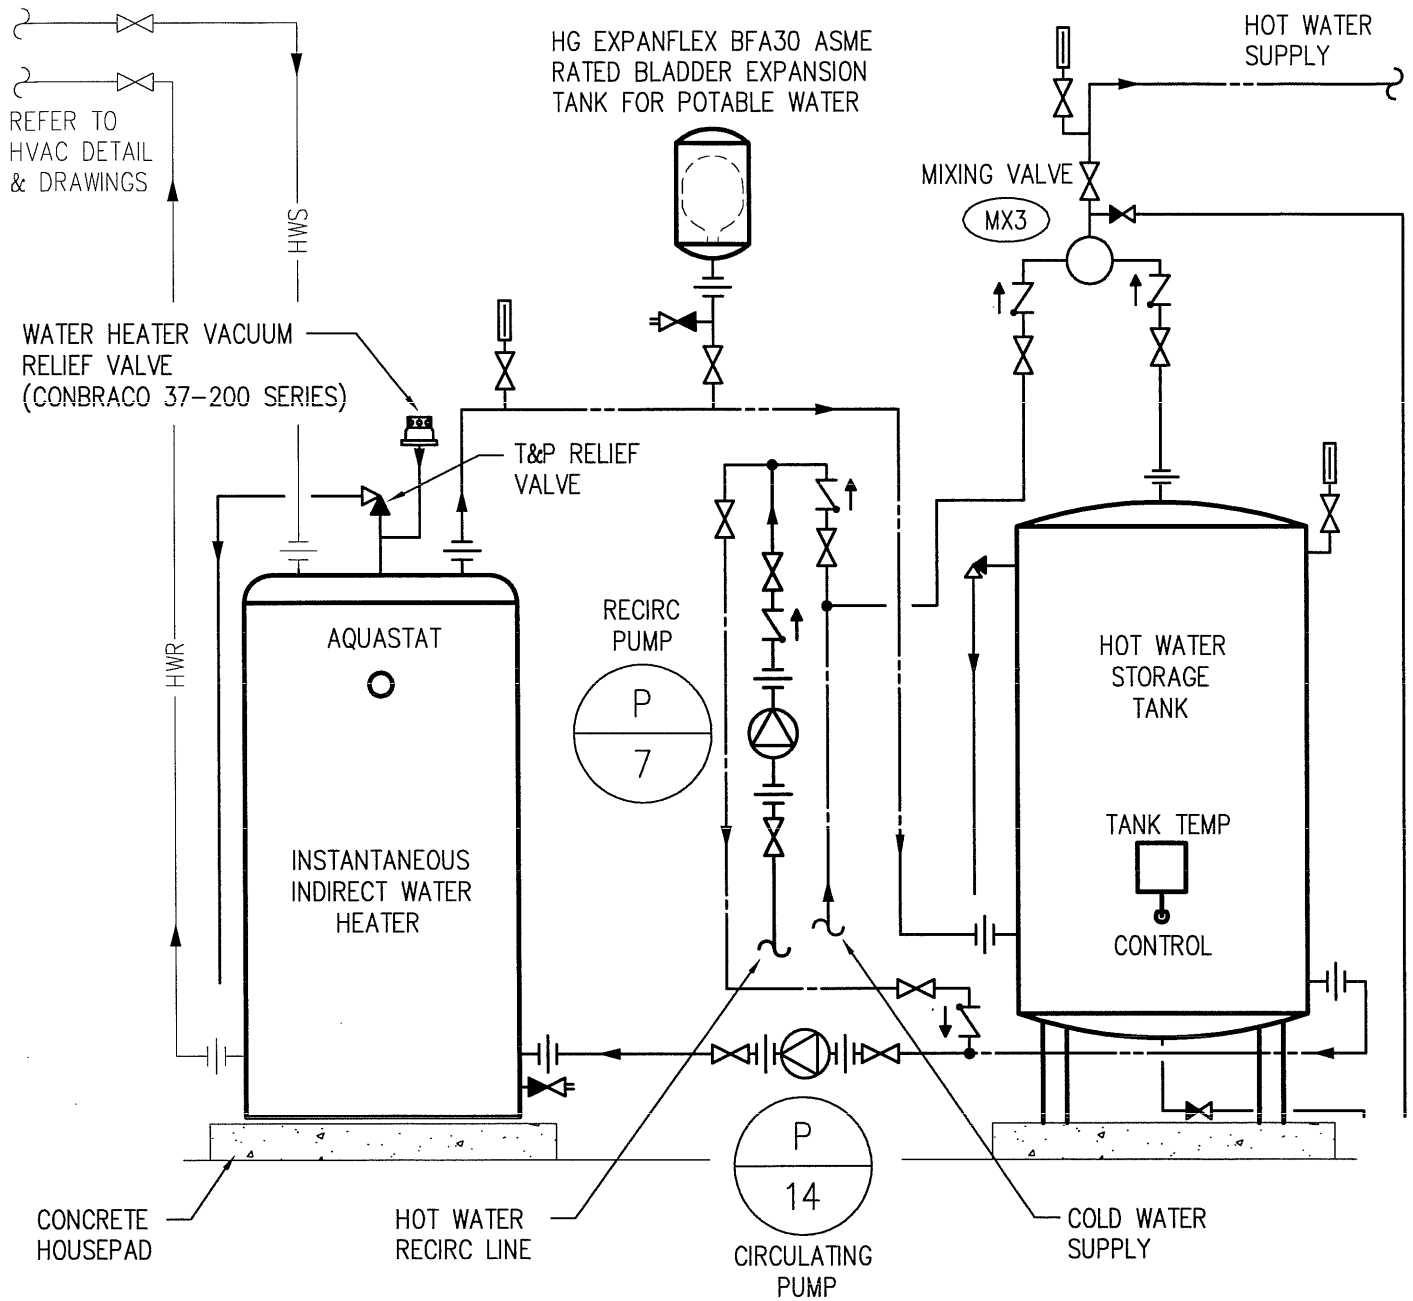 HOT WATER
SUPPLY
HG EXPANFLEX BFA30 ASME
RATED BLADDER EXPANSION
TANK FOR POTABLE WATER
REFER TO
HVAC DETAIL
& DRAWINGS
MIXING VALVE
MX3
HWS
WATER HEATER VACUUM
RELIEF VALVE
(CONBRACO 37-200 SERIES)
T&P RELIEF
VALVE
RECIRC
PUMP
P
7
HWR
AQUASTAT
INSTANTANEOUS
INDIRECT WATER
HEATER
HOT WATER
STORAGE
TANK
TANK TEMP
CONTROL
P
14
CIRCULATING
PUMP
CONCRETE
HOUSEPAD
HOT WATER
RECIRC LINE
COLD WATER
SUPPLY